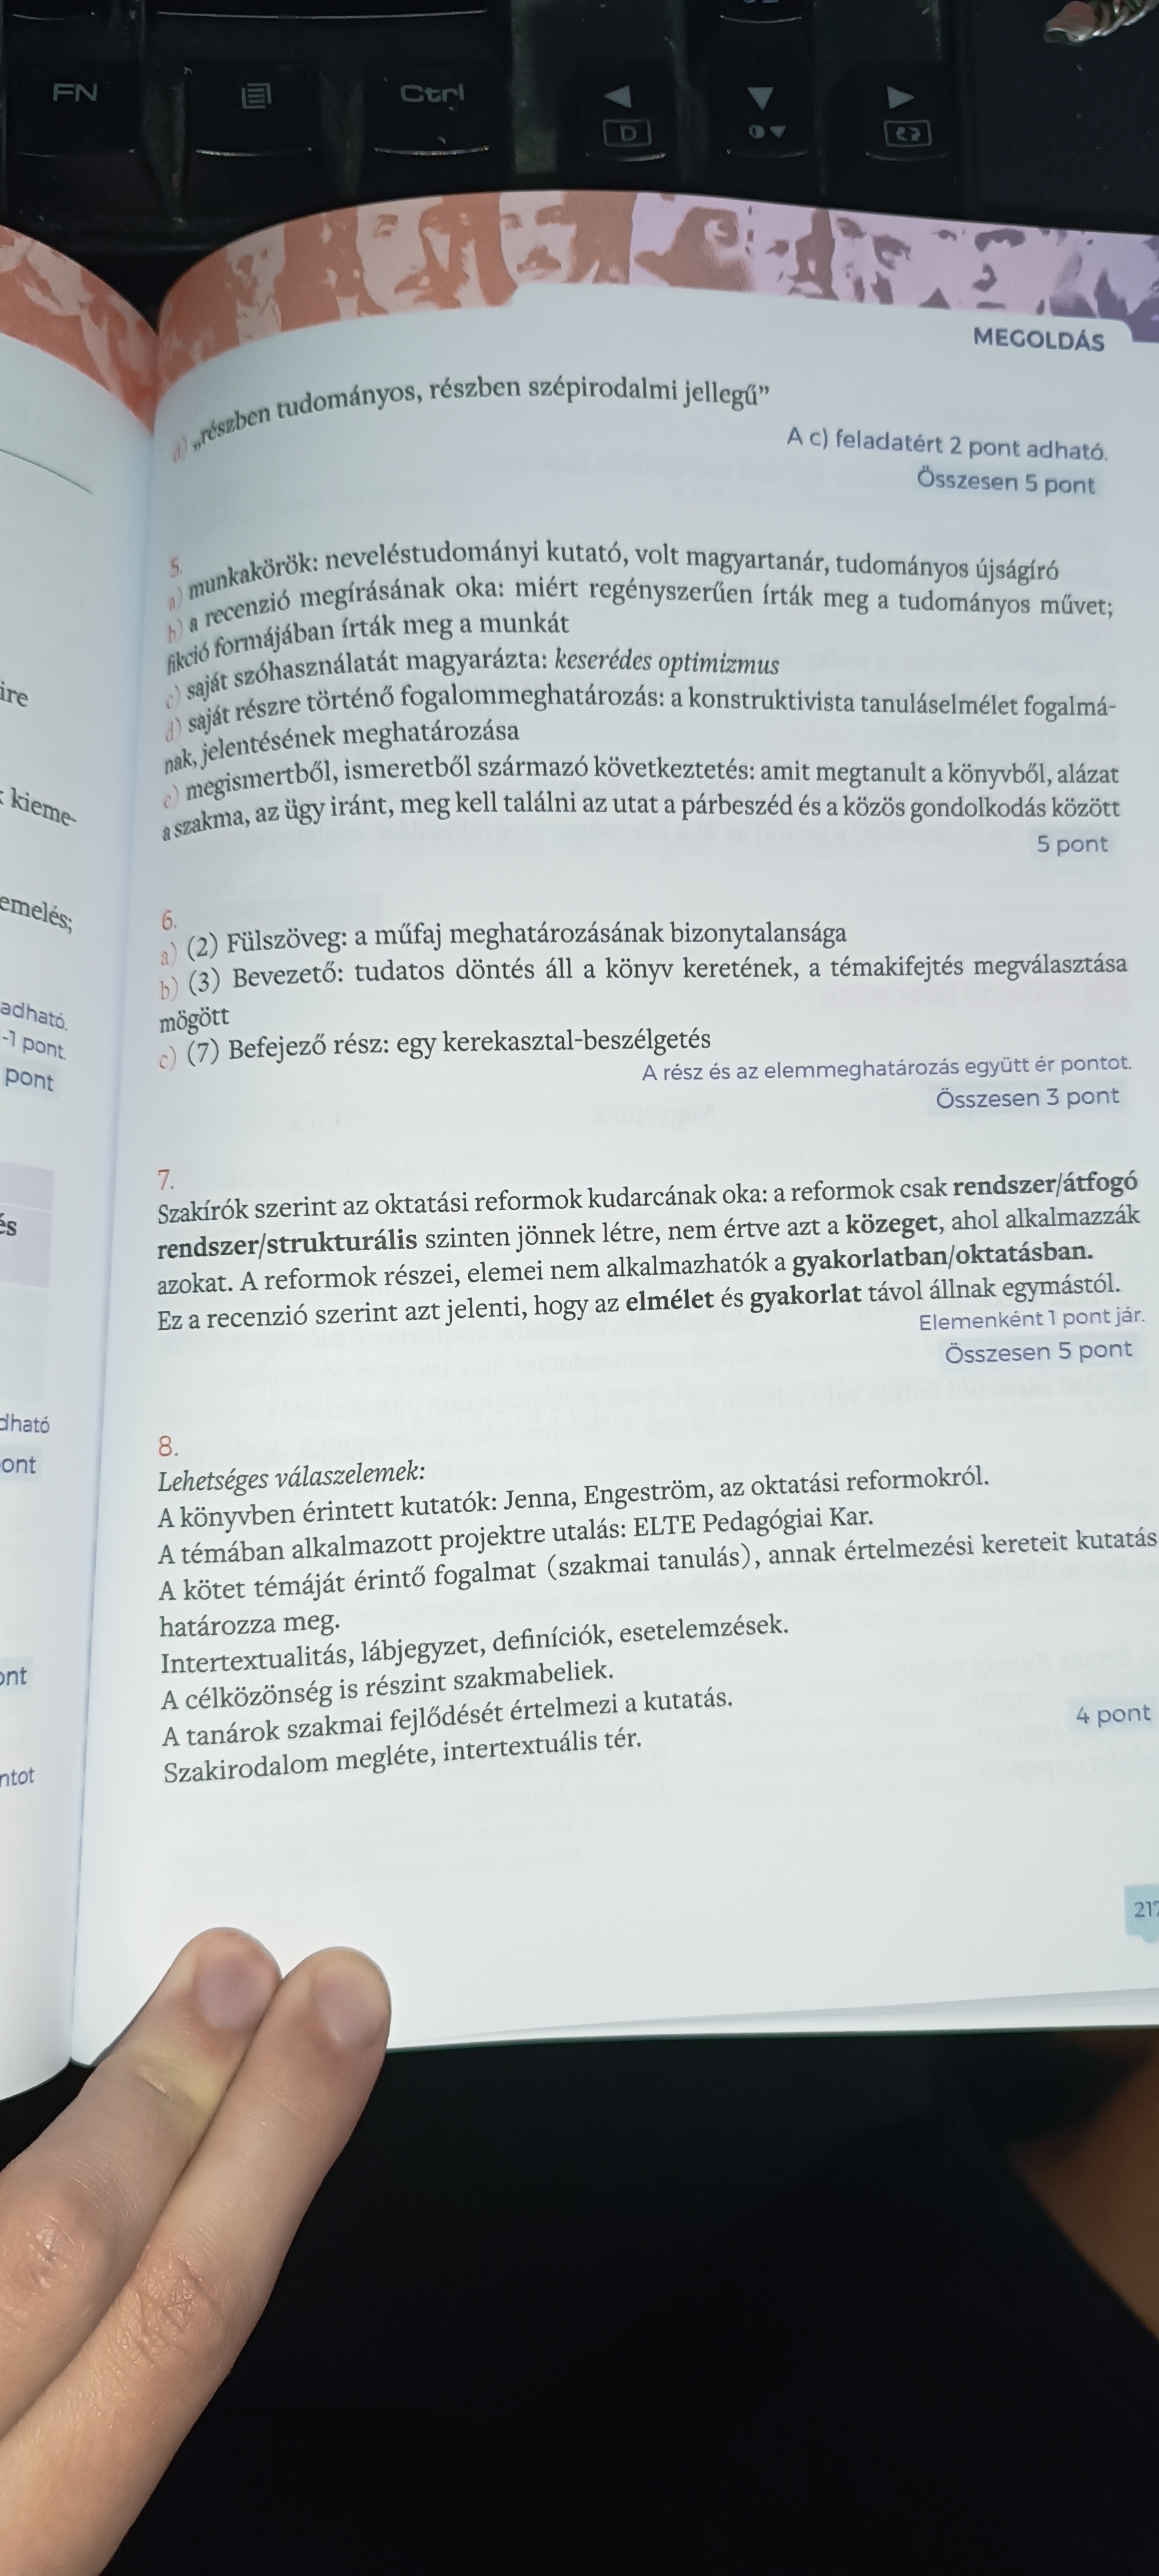 FN
Ctrl
D
MEGOLDÁS
d) „részben tudományos, részben szépirodalmi jellegű”
A c) feladatért 2 pont adható.
Összesen 5 pont
5.
a) munkakörök: neveléstudományi kutató, volt magyartanár, tudományos újságíró
b) a recenzió megírásának oka: miért regényszerűen írták meg a tudományos művet;
fikció formájában írták meg a munkát
c) saját szóhasználatát magyarázta: keserédes optimizmus
d) saját részre történő fogalommeghatározás: a konstruktivista tanuláselmélet fogalmá-
nak, jelentésének meghatározása
e) megismertből, ismeretből származó következtetés: amit megtanult a könyvből, alázat
a szakma, az ügy iránt, meg kell találni az utat a párbeszéd és a közös gondolkodás között
5 pont
6.
a) (2) Fülszöveg: a műfaj meghatározásának bizonytalansága
b) (3) Bevezető: tudatos döntés áll a könyv keretének, a témakifejtés megválasztása
mögött
c) (7) Befejező rész: egy kerekasztal-beszélgetés
A rész és az elemmeghatározás együtt ér pontot.
Összesen 3 pont
7.
Szakírók szerint az oktatási reformok kudarcának oka: a reformok csak rendszer/átfogó
rendszer/strukturális szinten jönnek létre, nem értve azt a közeget, ahol alkalmazzák
azokat. A reformok részei, elemei nem alkalmazhatók a gyakorlatban/oktatásban.
Ez a recenzió szerint azt jelenti, hogy az elmélet és gyakorlat távol állnak egymástól.
Elemenként 1 pont jár.
Összesen 5 pont
8.
Lehetséges válaszelemek:
A könyvben érintett kutatók: Jenna, Engeström, az oktatási reformokról.
A témában alkalmazott projektre utalás: ELTE Pedagógiai Kar.
A kötet témáját érintő fogalmat (szakmai tanulás), annak értelmezési kereteit kutatás
határozza meg.
Intertextualitás, lábjegyzet, definíciók, esetelemzések.
A célközönség is részint szakmabeliek.
A tanárok szakmai fejlődését értelmezi a kutatás.
Szakirodalom megléte, intertextuális tér.
4 pont
217
ire
kieme-
emelés;
adható.
-1 pont.
pont
és
dható
ont
ont
ntot